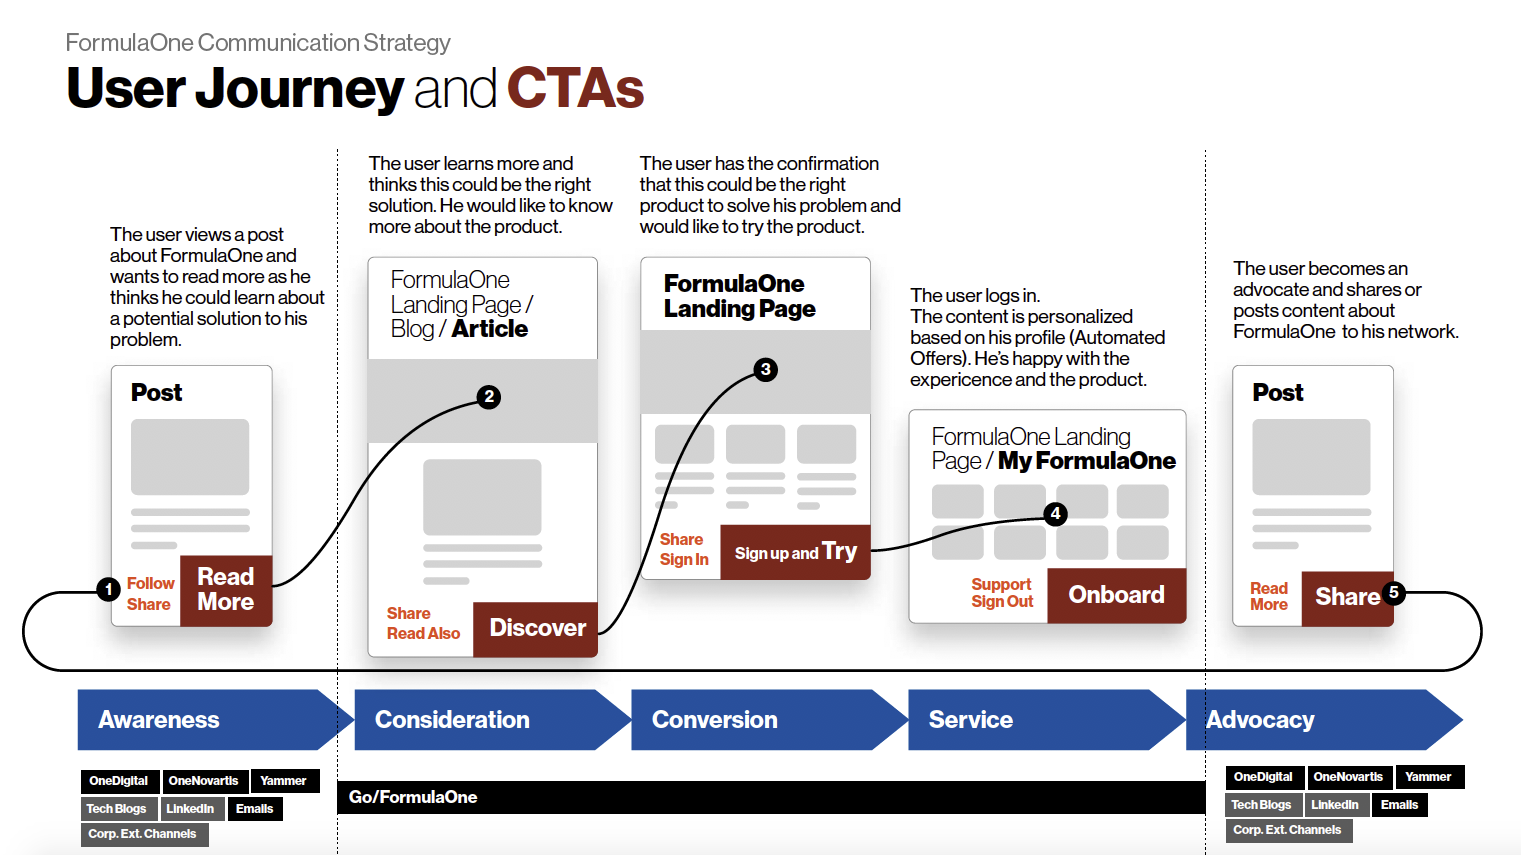 FormulaOne Communication Strategy
User Journey and CTAs
The user views a post
about FormulaOne and
wants to read more as he
thinks he could learn about
a potential solution to his
problem.
Post
1
Follow
Share
Read
More
The user learns more and
thinks this could be the right
solution. He would like to know
more about the product.
FormulaOne
Landing Page /
Blog / Article
2
Share
Read Also
Discover
The user has the confirmation
that this could be the right
product to solve his problem and
would like to try the product.
FormulaOne
Landing Page
3
Share
Sign In
Sign up and Try
The user logs in.
The content is personalized
based on his profile (Automated
Offers). He's happy with the
expericence and the product.
FormulaOne Landing
Page / My FormulaOne
4
Support
Sign Out
Onboard
The user becomes an
advocate and shares or
posts content about
FormulaOne to his network.
Post
Read
More
Share
5
Awareness
Consideration
Conversion
Service
Advocacy
OneDigital OneNovartis Yammer
Tech Blogs LinkedIn Emails
Corp. Ext. Channels
Go/FormulaOne
OneDigital OneNovartis Yammer
Tech Blogs LinkedIn Emails
Corp. Ext. Channels